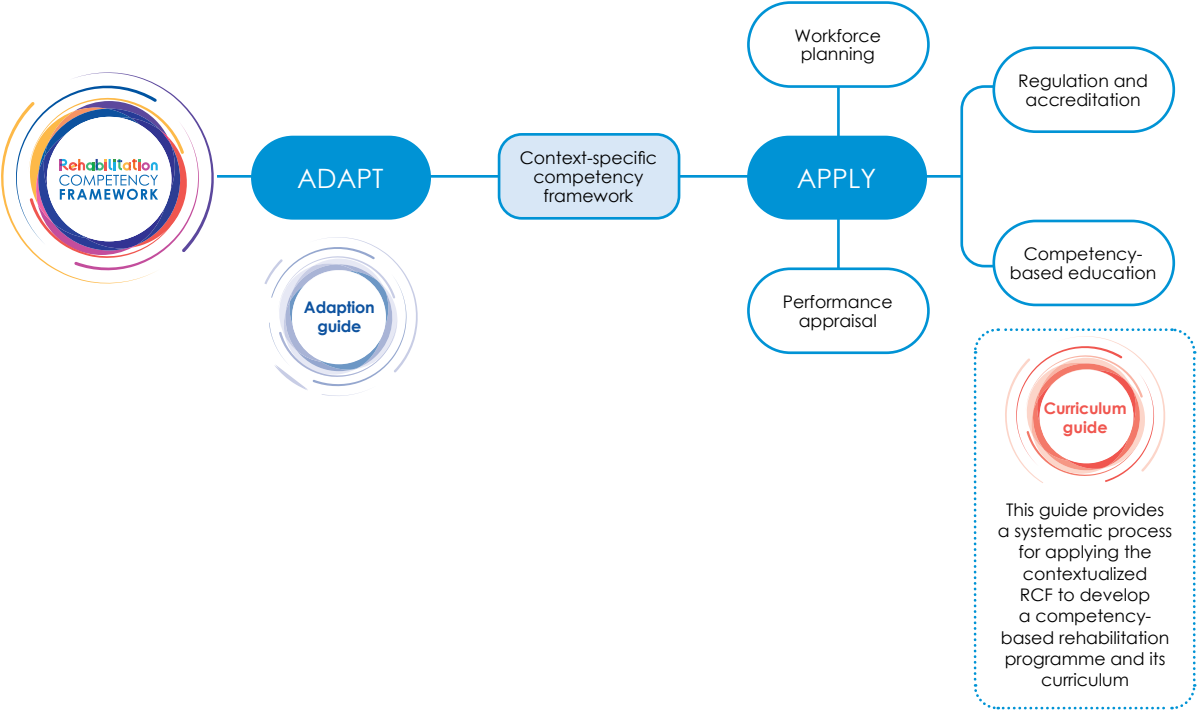 Rehabilitation
COMPETENCY
FRAMEWORK
ADAPT
Adaption
guide
Context-specific
competency
framework
Workforce
planning
APPLY
Performance
appraisal
Regulation and
accreditation
Competency-
based education
Curriculum
guide
This guide provides
a systematic process
for applying the
contextualized
RCF to develop
a competency-
based rehabilitation
programme and its
curriculum